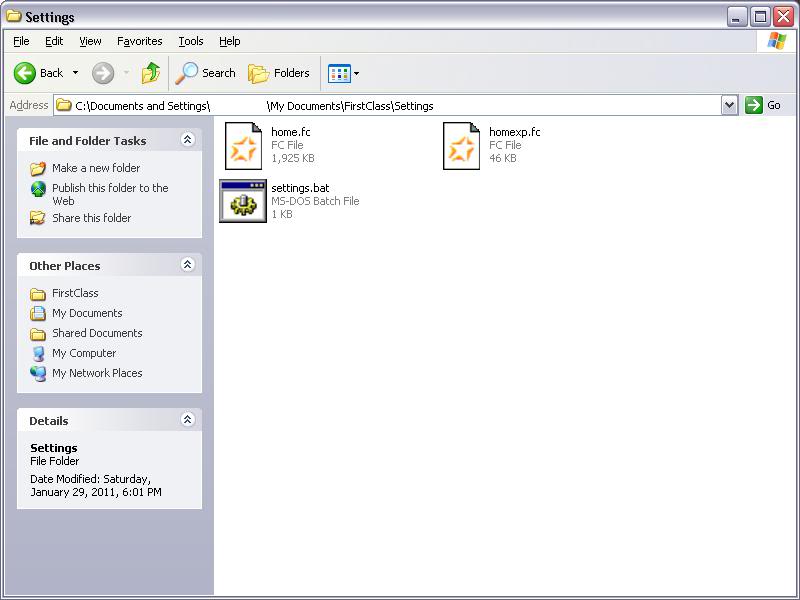 Settings
File Edit View Favorites Tools Help
Back Search Folders
Address C:\Documents and Settings\ \My Documents\FirstClass\Settings Go
File and Folder Tasks
Make a new folder
Publish this folder to the
Web
Share this folder
Other Places
FirstClass
My Documents
Shared Documents
My Computer
My Network Places
Details
Settings
File Folder
Date Modified: Saturday,
January 29, 2011, 6:01 PM
home.fc
FC File
1,925 KB
homexp.fc
FC File
46 KB
settings.bat
MS-DOS Batch File
1 KB